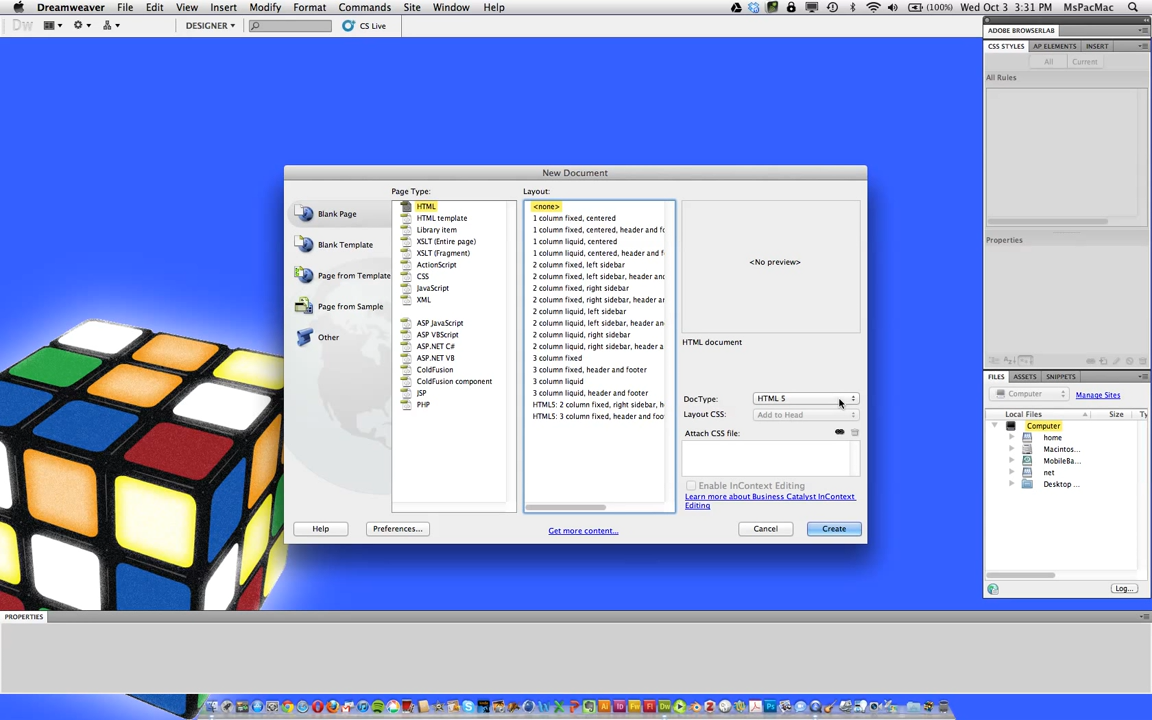 Dreamweaver File Edit View Insert Modify Format Commands Site Window Help (100%) Wed Oct 3 3:31 PM MsPacMac
Dw DESIGNER CS Live
ADOBE BROWSERLAB
CSS STYLES AP ELEMENTS INSERT
All Current
All Rules
Properties
New Document
Page Type: Layout:
Blank Page
Blank Template
Page from Template
Page from Sample
Other
HTML
HTML template
Library item
XSLT (Entire page)
XSLT (Fragment)
ActionScript
CSS
JavaScript
XML
ASP JavaScript
ASP VBScript
ASP.NET C#
ASP.NET VB
ColdFusion
ColdFusion component
JSP
PHP
<none>
1 column fixed, centered
1 column fixed, centered, header and fo
1 column liquid, centered
1 column liquid, centered, header and f
2 column fixed, left sidebar
2 column fixed, left sidebar, header and
2 column fixed, right sidebar
2 column fixed, right sidebar, header a
2 column liquid, left sidebar
2 column liquid, left sidebar, header an
2 column liquid, right sidebar
2 column liquid, right sidebar, header a
3 column fixed
3 column fixed, header and footer
3 column liquid
3 column liquid, header and footer
HTML5: 2 column fixed, right sidebar, h
HTML5: 3 column fixed, header and foo
<No preview>
HTML document
DocType: HTML 5
Layout CSS: Add to Head
Attach CSS file:
Enable InContext Editing
Learn more about Business Catalyst InContext
Editing
Help Preferences... Get more content... Cancel Create
FILES ASSETS SNIPPETS
Computer Manage Sites
Local Files Size Ty
Computer
home
Macintos...
MobileBa...
net
Desktop ...
Log...
PROPERTIES